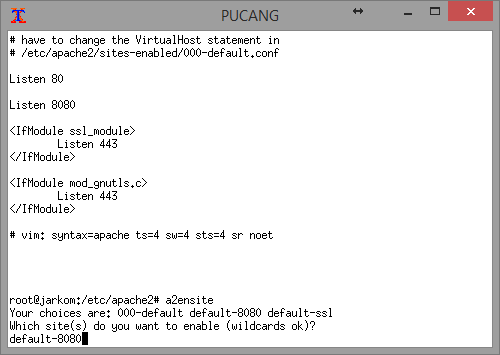 PUCANG
# have to change the VirtualHost statement in
# /etc/apache2/sites-enabled/000-default.conf
Listen 80
Listen 8080
<IfModule ssl_module>
Listen 443
</IfModule>
<IfModule mod_gnutls.c>
Listen 443
</IfModule>
# vim: syntax=apache ts=4 sw=4 sts=4 sr noet
root@jarkom:/etc/apache2# a2ensite
Your choices are: 000-default default-8080 default-ssl
Which site(s) do you want to enable (wildcards ok)?
default-8080